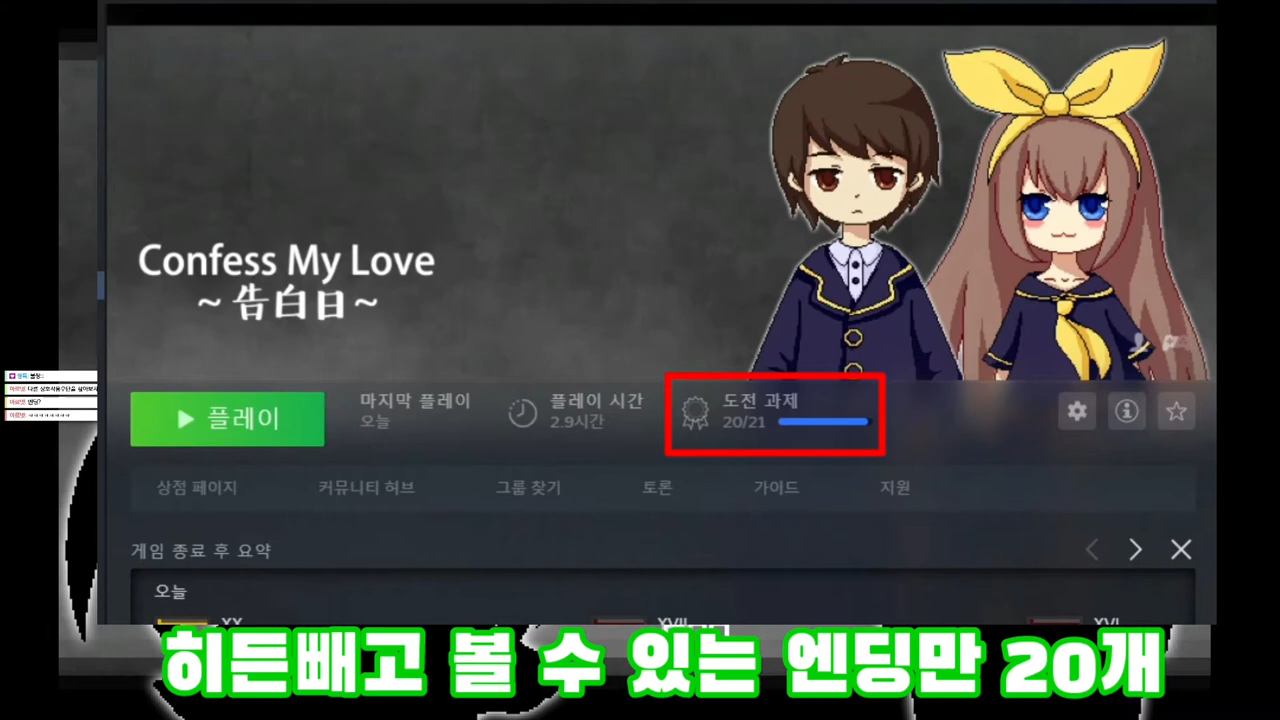 Confess My Love
~告白日~
플레이
마지막 플레이
오늘
플레이 시간
2.9시간
도전 과제
20/21
상점 페이지
커뮤니티 허브
그룹 찾기
토론
가이드
지원
게임 종료 후 요약
오늘
XX
XVII
XVI
히든빼고 볼 수 있는 엔딩만 20개